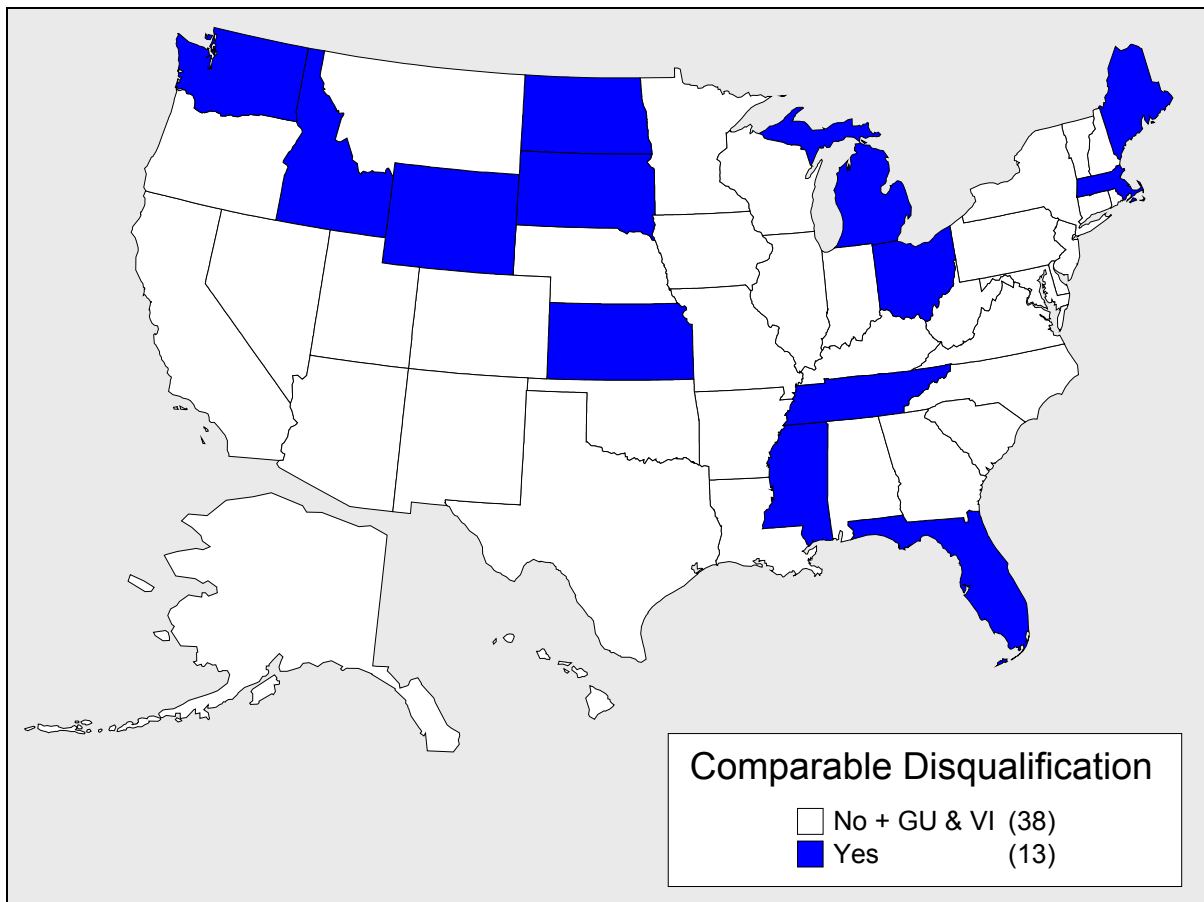 Comparable Disqualification
No + GU & VI (38)
Yes (13)